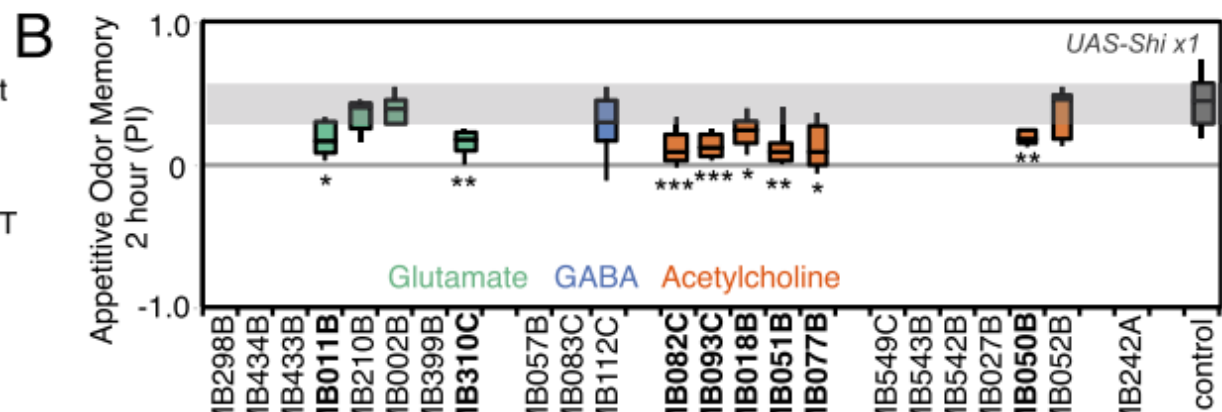 B
t
T
Appetitive Odor Memory
2 hour (PI)
1.0
0
-1.0
UAS-Shi x1
* ** *** *** * ** * **
Glutamate GABA Acetylcholine
MB298B
MB434B
MB433B
MB011B
MB210B
MB002B
MB399B
MB310C
MB057B
MB083C
MB112C
MB082C
MB093C
MB018B
MB051B
MB077B
MB549C
MB543B
MB542B
MB027B
MB050B
MB052B
MB242A
control